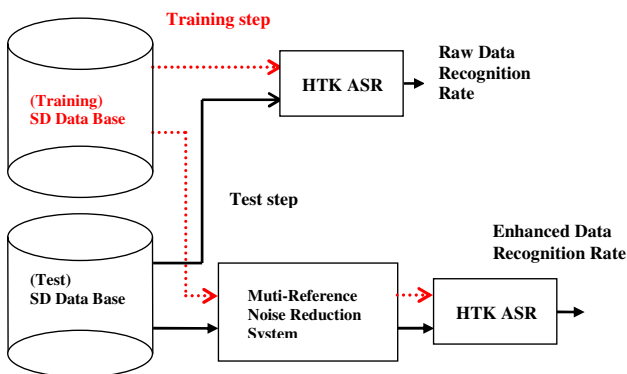 Training step
(Training)
SD Data Base
HTK ASR
Raw Data
Recognition
Rate
Test step
(Test)
SD Data Base
Muti-Reference
Noise Reduction
System
HTK ASR
Enhanced Data
Recognition Rate